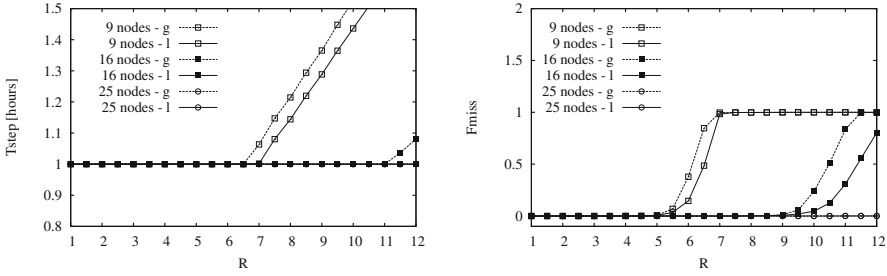 1.5
1.4
1.3
1.2
1.1
1
0.9
0.8
Tstep [hours]
9 nodes - g
9 nodes - l
16 nodes - g
16 nodes - l
25 nodes - g
25 nodes - l
1 2 3 4 5 6 7 8 9 10 11 12
R
2
1.5
1
0.5
0
Fmiss
9 nodes - g
9 nodes - l
16 nodes - g
16 nodes - l
25 nodes - g
25 nodes - l
1 2 3 4 5 6 7 8 9 10 11 12
R